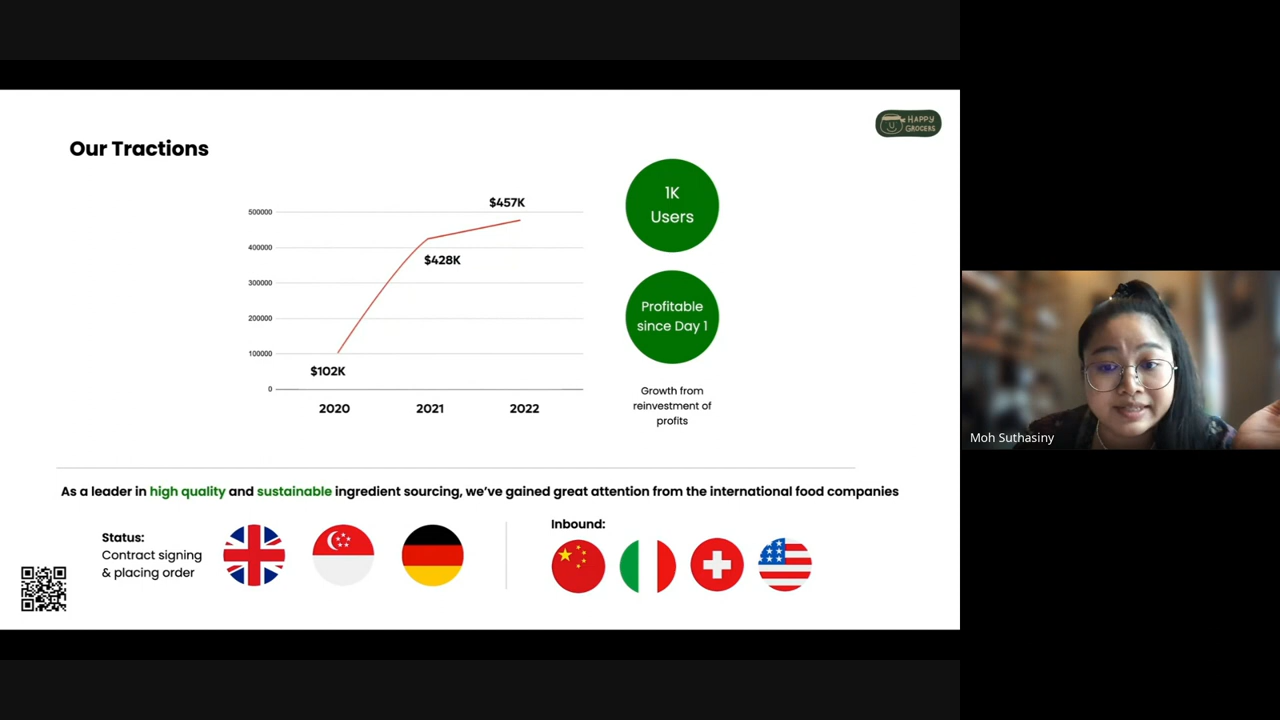 HAPPY
GROCERS
Our Tractions
500000
400000
300000
200000
100000
0
$102K
$428K
$457K
2020
2021
2022
1K
Users
Profitable
since Day 1
Growth from
reinvestment of
profits
As a leader in high quality and sustainable ingredient sourcing, we’ve gained great attention from the international food companies
Status:
Contract signing
& placing order
Inbound:
Moh Suthasiny